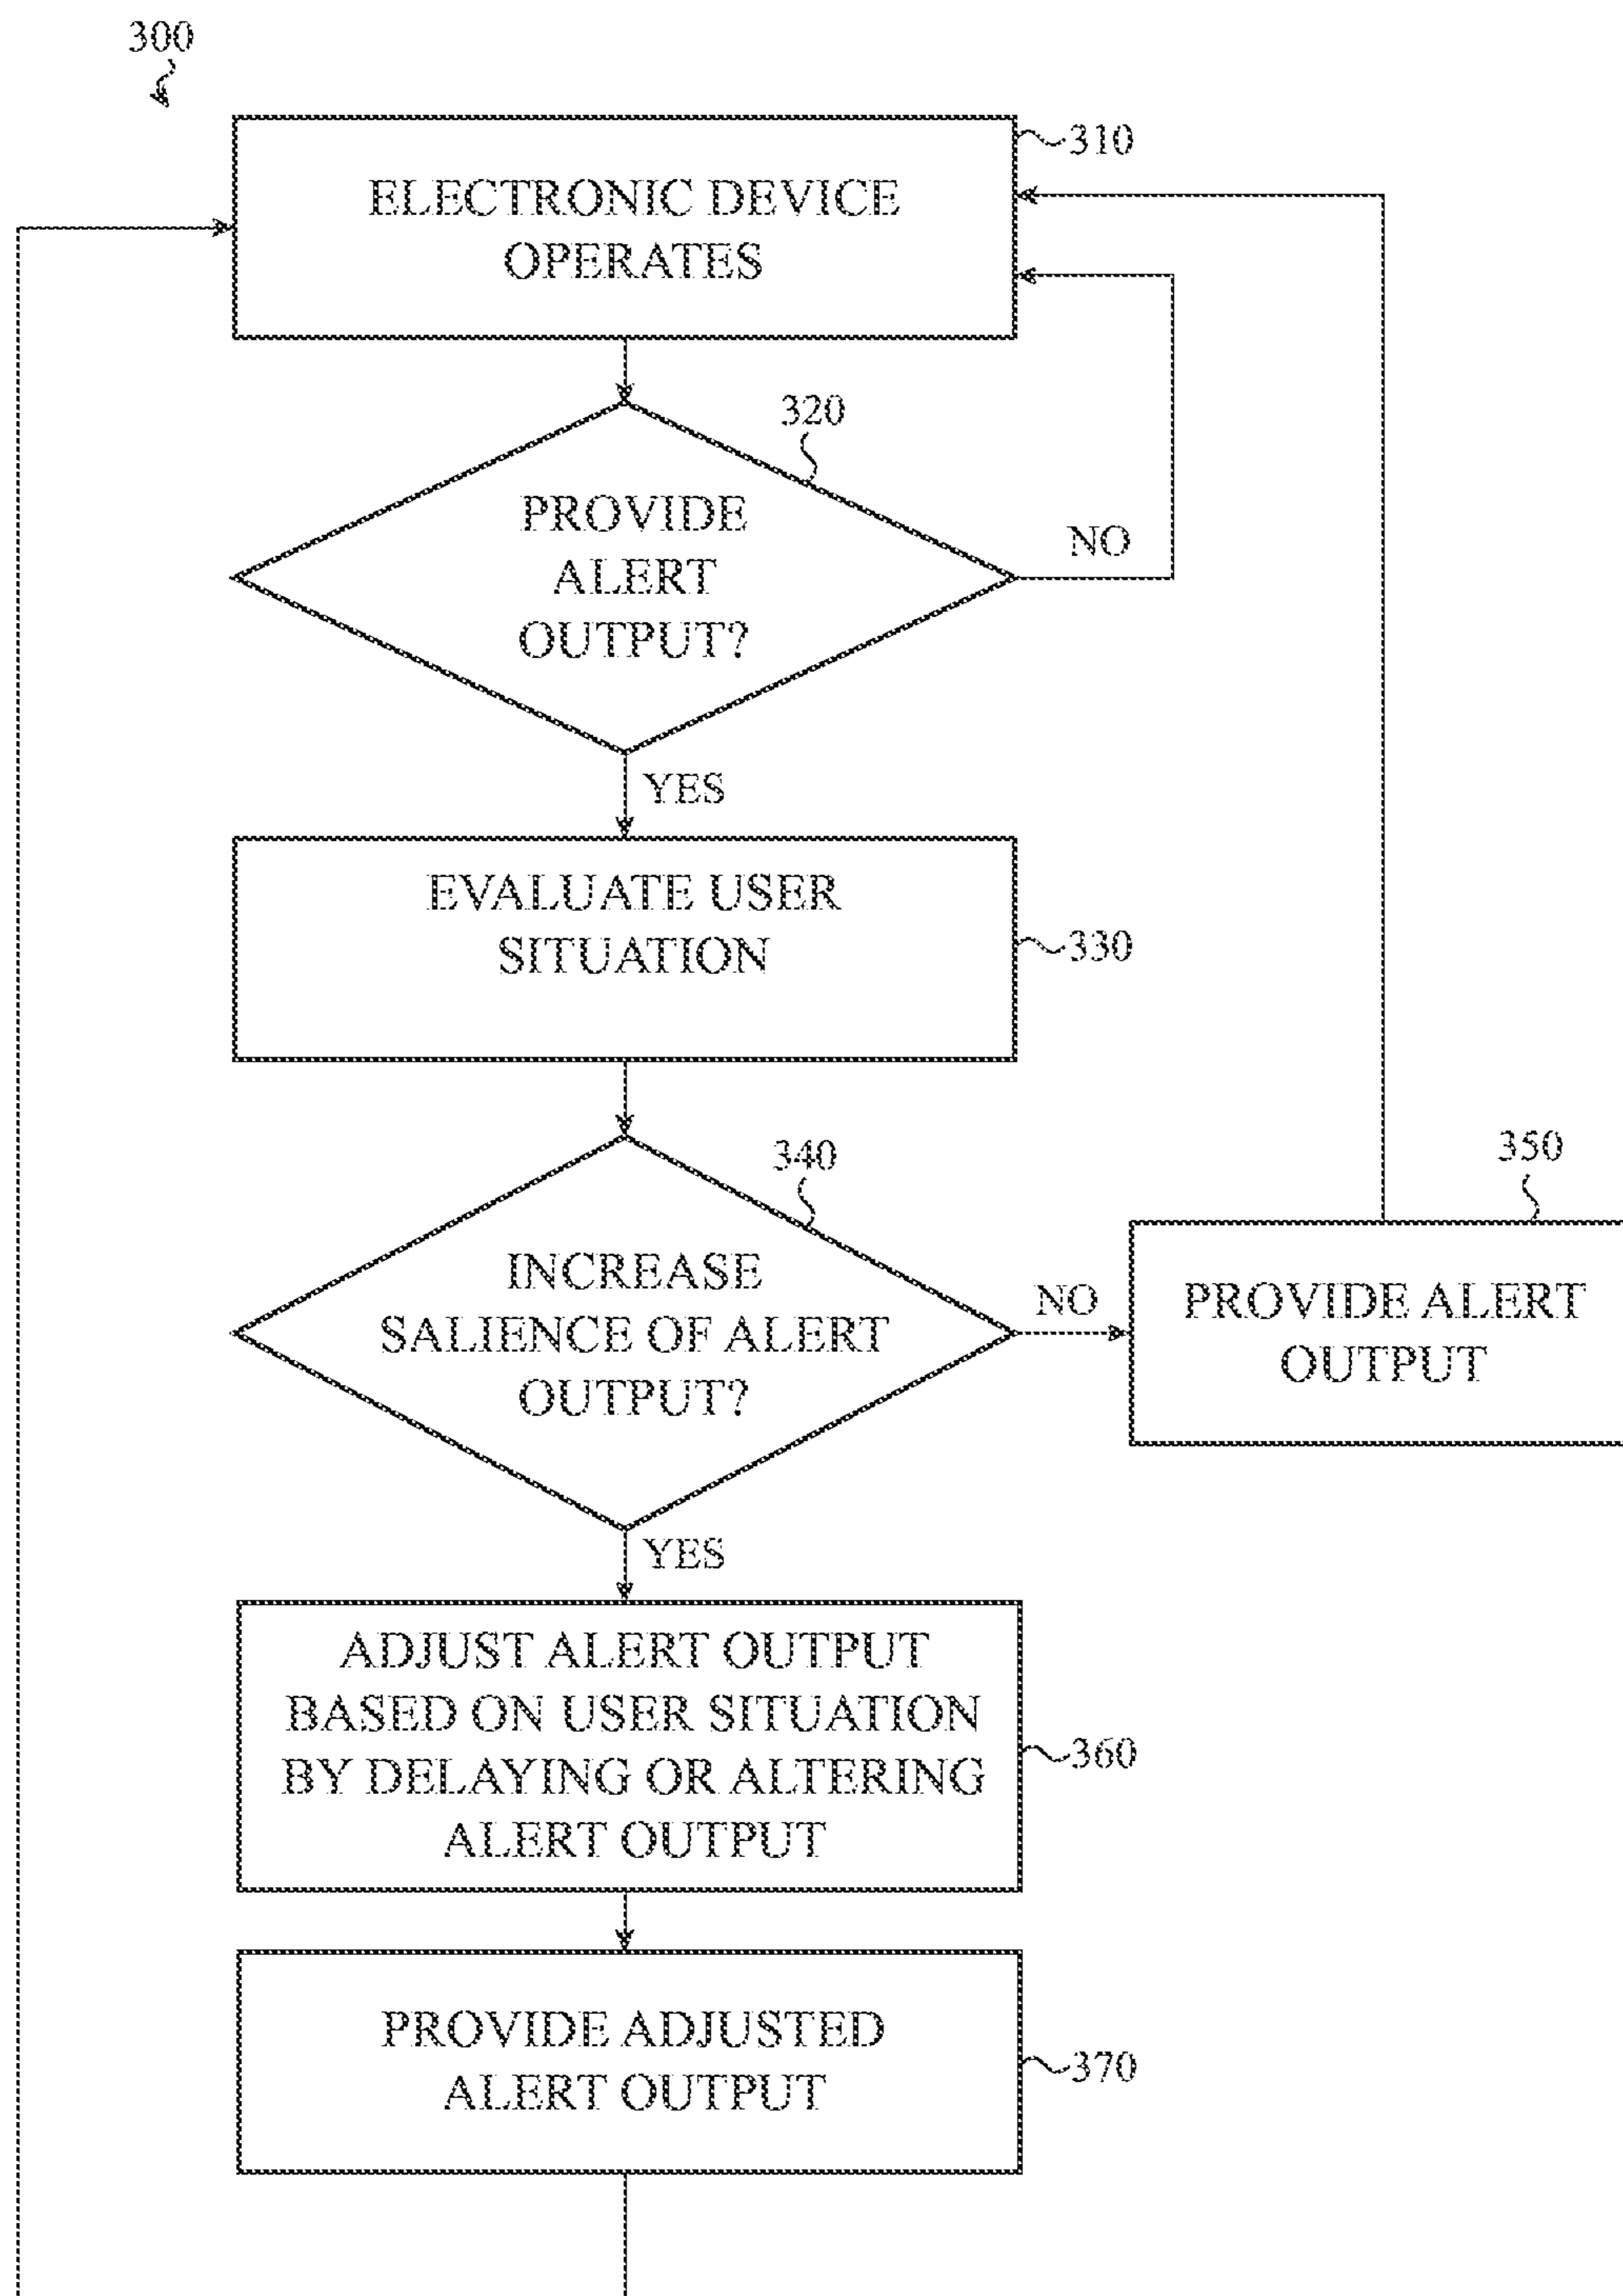 300
310
ELECTRONIC DEVICE
OPERATES
320
PROVIDE
ALERT
OUTPUT?
NO
YES
EVALUATE USER
SITUATION
330
340
INCREASE
SALIENCE OF ALERT
OUTPUT?
NO
350
PROVIDE ALERT
OUTPUT
YES
ADJUST ALERT OUTPUT
BASED ON USER SITUATION
BY DELAYING OR ALTERING
ALERT OUTPUT
360
PROVIDE ADJUSTED
ALERT OUTPUT
370